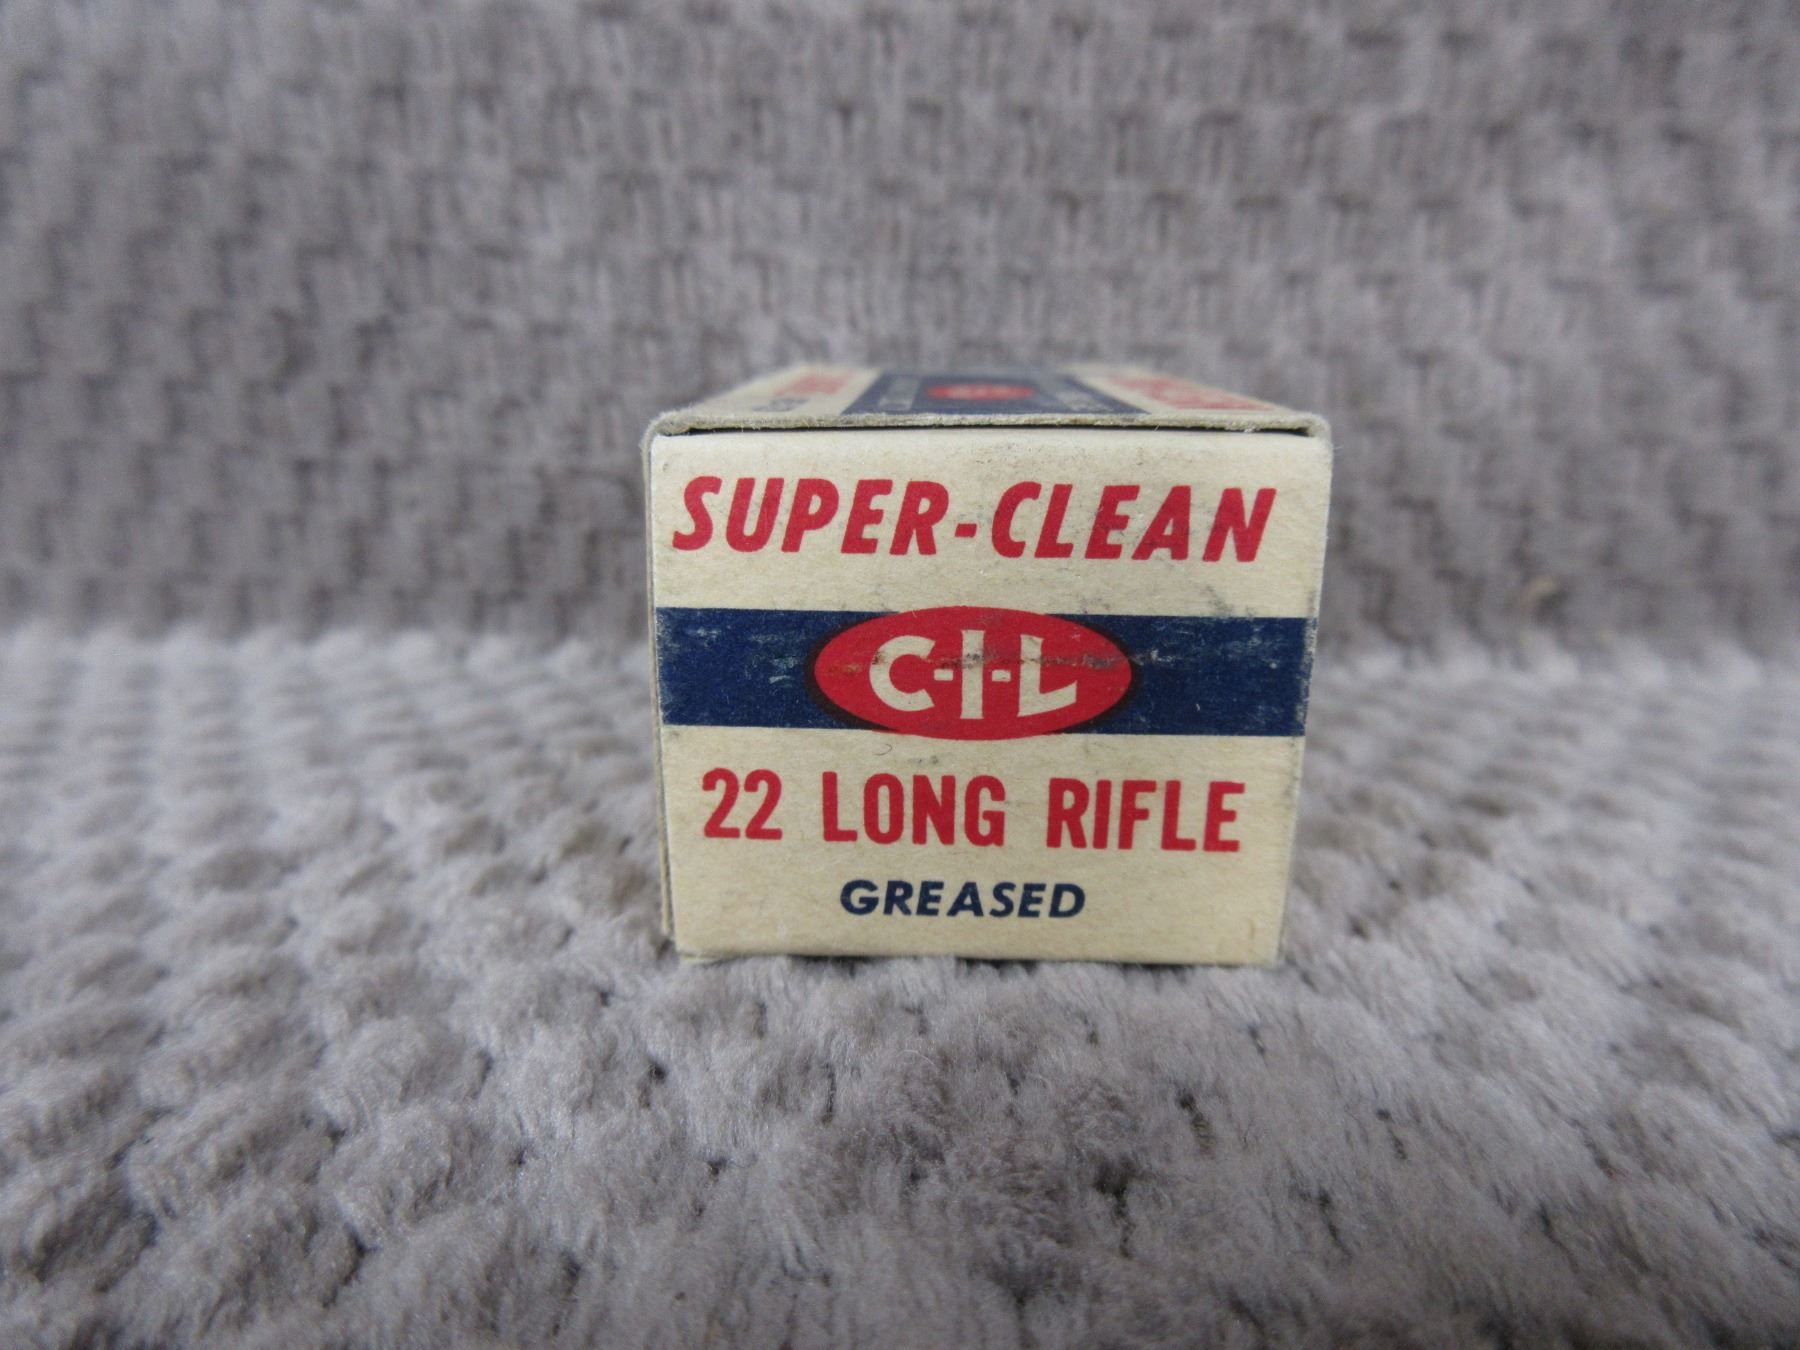 SUPER-CLEAN
C-I-L
22 LONG RIFLE
GREASED